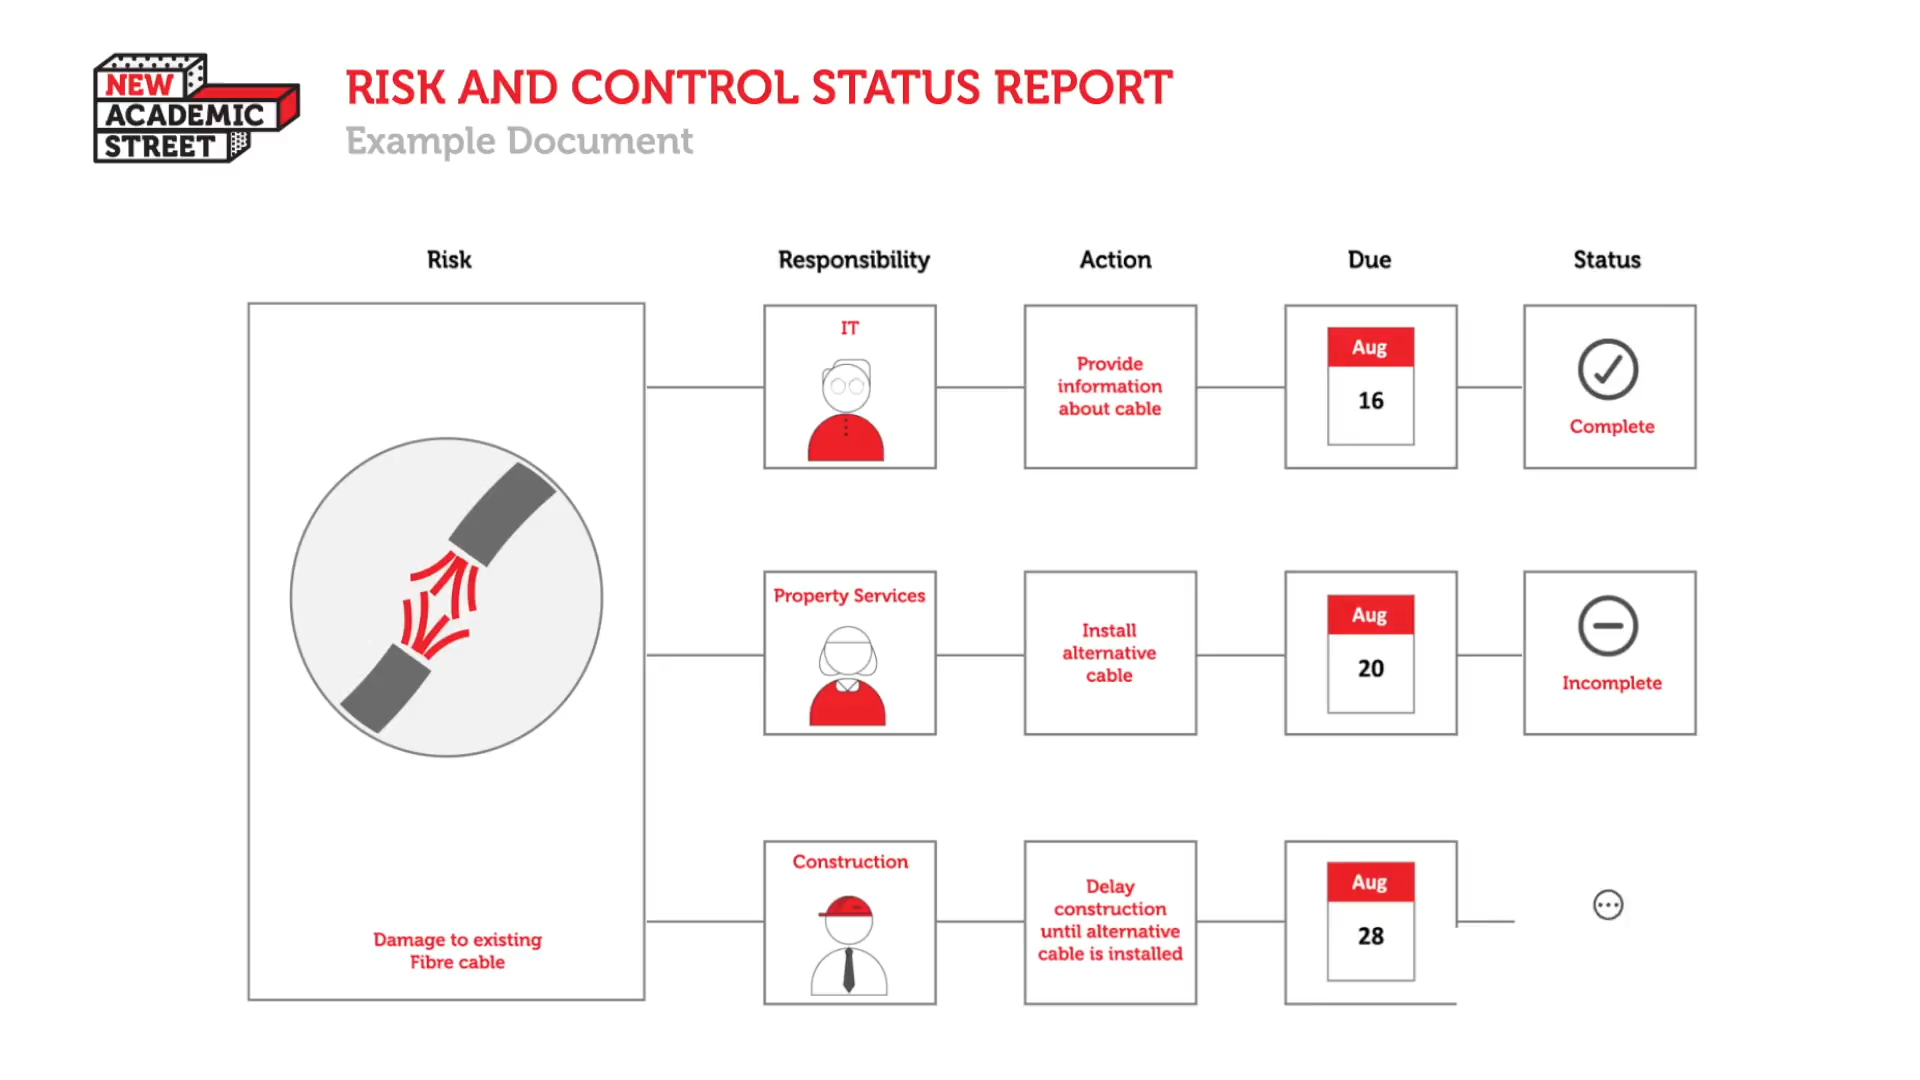 NEW
ACADEMIC
STREET
RISK AND CONTROL STATUS REPORT
Example Document
Risk
Responsibility
Action
Due
Status
IT
Provide
information
about cable
Aug
16
Complete
Property Services
Install
alternative
cable
Aug
20
Incomplete
Construction
Delay
construction
until alternative
cable is installed
Aug
28
Damage to existing
Fibre cable